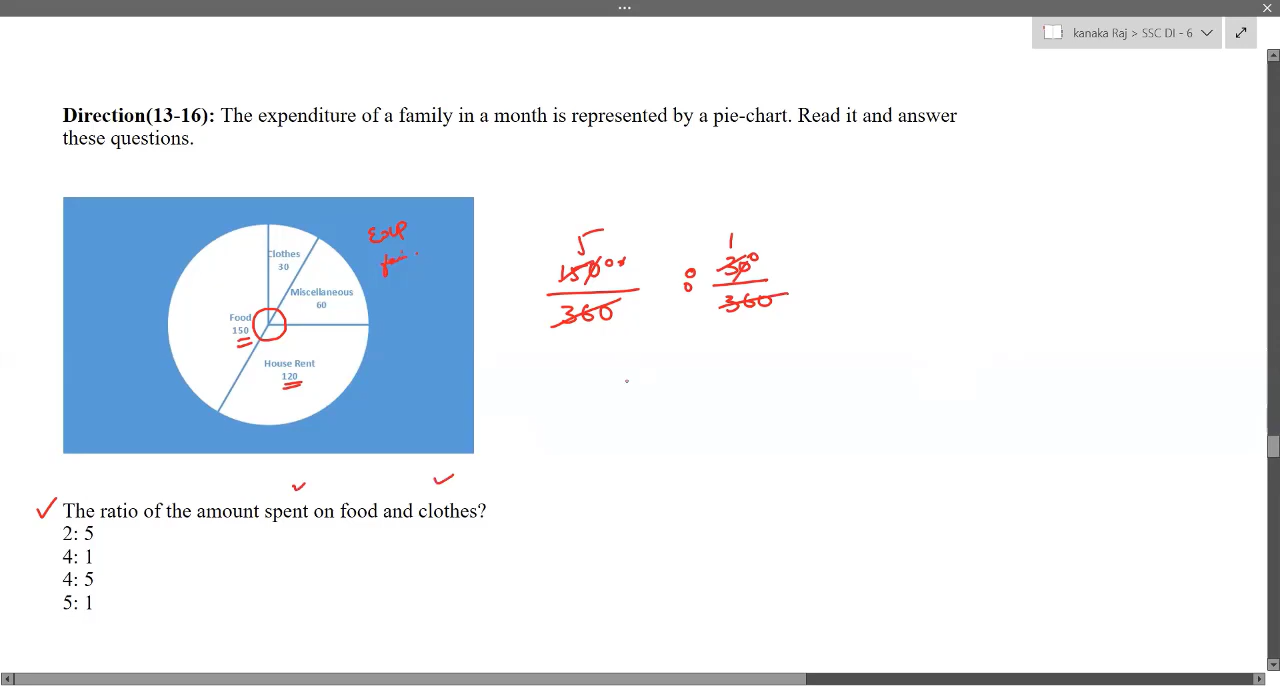 kanaka Raj > SSC DI - 6
Direction(13-16): The expenditure of a family in a month is represented by a pie-chart. Read it and answer
these questions.
Clothes
30
Miscellaneous
60
Food
150
House Rent
120
Exp
5 1
150° : 30°
360 360
The ratio of the amount spent on food and clothes?
2: 5
4: 1
4: 5
5: 1